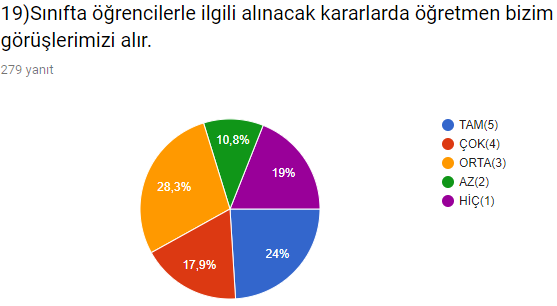 19)Sınıfta öğrencilerle ilgili alınacak kararlarda öğretmen bizim
görüşlerimizi alır.
279 yanıt
10,8%
19%
28,3%
17,9%
24%
TAM(5)
ÇOK(4)
ORTA(3)
AZ(2)
HİÇ(1)